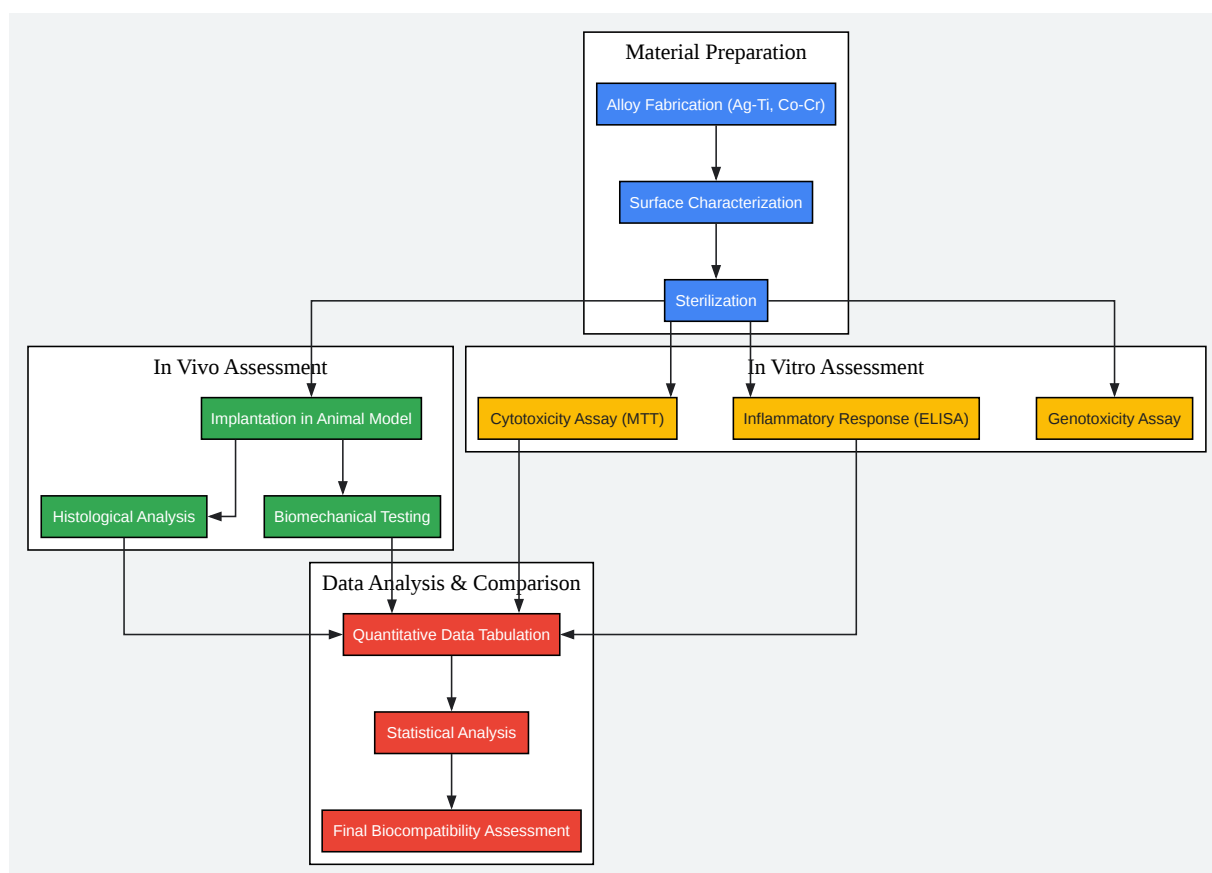 Material Preparation
Alloy Fabrication (Ag-Ti, Co-Cr)
Surface Characterization
Sterilization
In Vivo Assessment
Implantation in Animal Model
Histological Analysis
Biomechanical Testing
In Vitro Assessment
Cytotoxicity Assay (MTT)
Inflammatory Response (ELISA)
Genotoxicity Assay
Data Analysis & Comparison
Quantitative Data Tabulation
Statistical Analysis
Final Biocompatibility Assessment